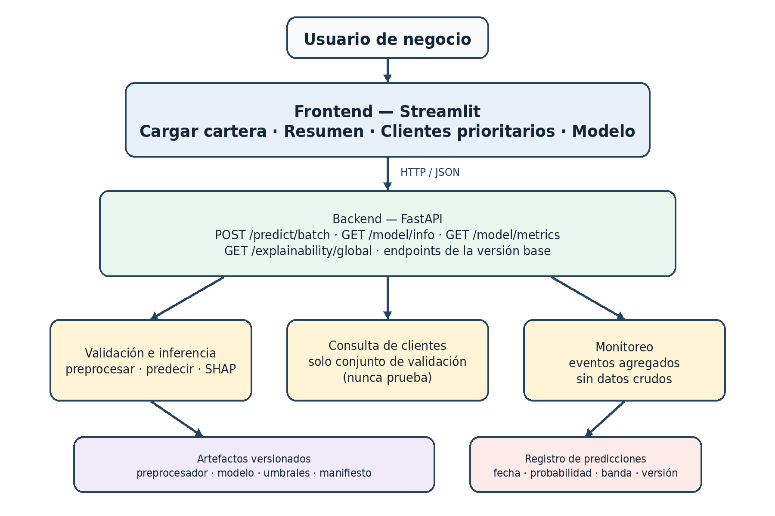 Usuario de negocio
Frontend — Streamlit
Cargar cartera · Resumen · Clientes prioritarios · Modelo
HTTP / JSON
Backend — FastAPI
POST /predict/batch · GET /model/info · GET /model/metrics
GET /explainability/global · endpoints de la versión base
Validación e inferencia
preprocesar · predecir · SHAP
Consulta de clientes
solo conjunto de validación
(nunca prueba)
Monitoreo
eventos agregados
sin datos crudos
Artefactos versionados
preprocesador · modelo · umbrales · manifiesto
Registro de predicciones
fecha · probabilidad · banda · versión